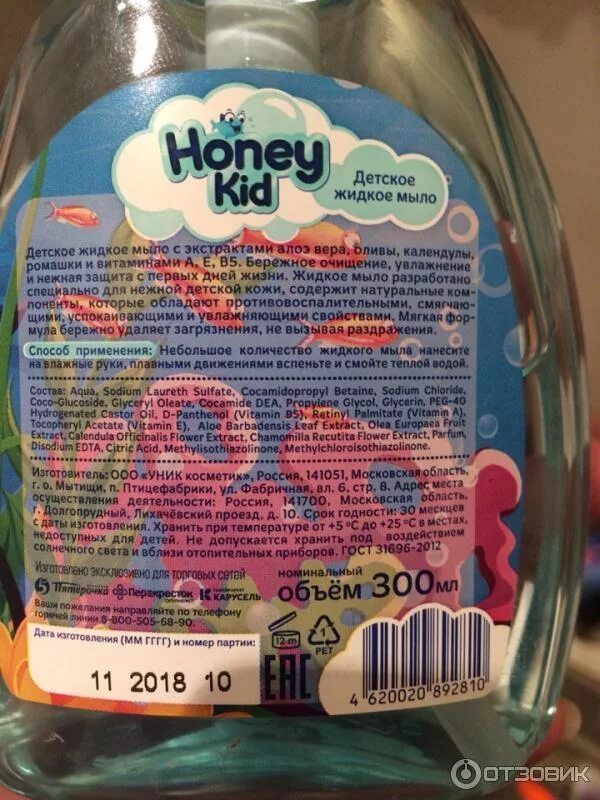 Honey
Kid
Детское
жидкое мыло
Детское жидкое мыло с экстрактами алоэ вера, оливы, календулы,
ромашки и витаминами А, Е, В5. Бережное очищение, увлажнение
и нежная защита с первых дней жизни. Жидкое мыло разработано
специально для нежной детской кожи, содержит натуральные ком-
поненты, которые обладают противовоспалительными, смягчаю-
щими, успокаивающими и увлажняющими свойствами. Мягкая фор-
мула бережно удаляет загрязнения, не вызывая раздражения.
Способ применения: Небольшое количество жидкого мыла нанесите
на влажные руки, плавными движениями вспеньте и смойте теплой водой.
Состав: Aqua, Sodium Laureth Sulfate, Cocamidopropyl Betaine, Sodium Chloride,
Coco-Glucoside, Glyceryl Oleate, Cocamide DEA, Propylene Glycol, Glycerin, PEG-40
Hydrogenated Castor Oil, D-Panthenol (Vitamin B5), Retinyl Palmitate (Vitamin A),
Tocopheryl Acetate (Vitamin E), Aloe Barbadensis Leaf Extract, Olea Europaea Fruit
Extract, Calendula Officinalis Flower Extract, Chamomilla Recutita Flower Extract, Parfum,
Disodium EDTA, Citric Acid, Methylisothiazolinone, Methylchloroisothiazolinone.
Изготовитель: ООО «УНИК косметик», Россия, 141051, Московская область,
г. о. Мытищи, п. Птицефабрики, ул. Фабричная, вл. 6, стр. 8. Адрес места
осуществления деятельности: Россия, 141700, Московская область,
г. Долгопрудный, Лихачёвский проезд, д. 10. Срок годности: 30 месяцев
с даты изготовления. Хранить при температуре от +5 °С до +25 °С в местах,
недоступных для детей. Не допускается хранить под воздействием
солнечного света и вблизи отопительных приборов. ГОСТ 31696-2012
Изготовлено эксклюзивно для торговых сетей
5 Пятёрочка Перекрёсток К КАРУСЕЛЬ
Ваши пожелания направляйте по телефону
горячей линии 8-800-505-68-90.
номинальный
объём 300мл
Дата изготовления (ММ ГГГГ) и номер партии:
11 2018 10
12 m
1
PET
EAC
4 620020 892810
ОТЗОВИК